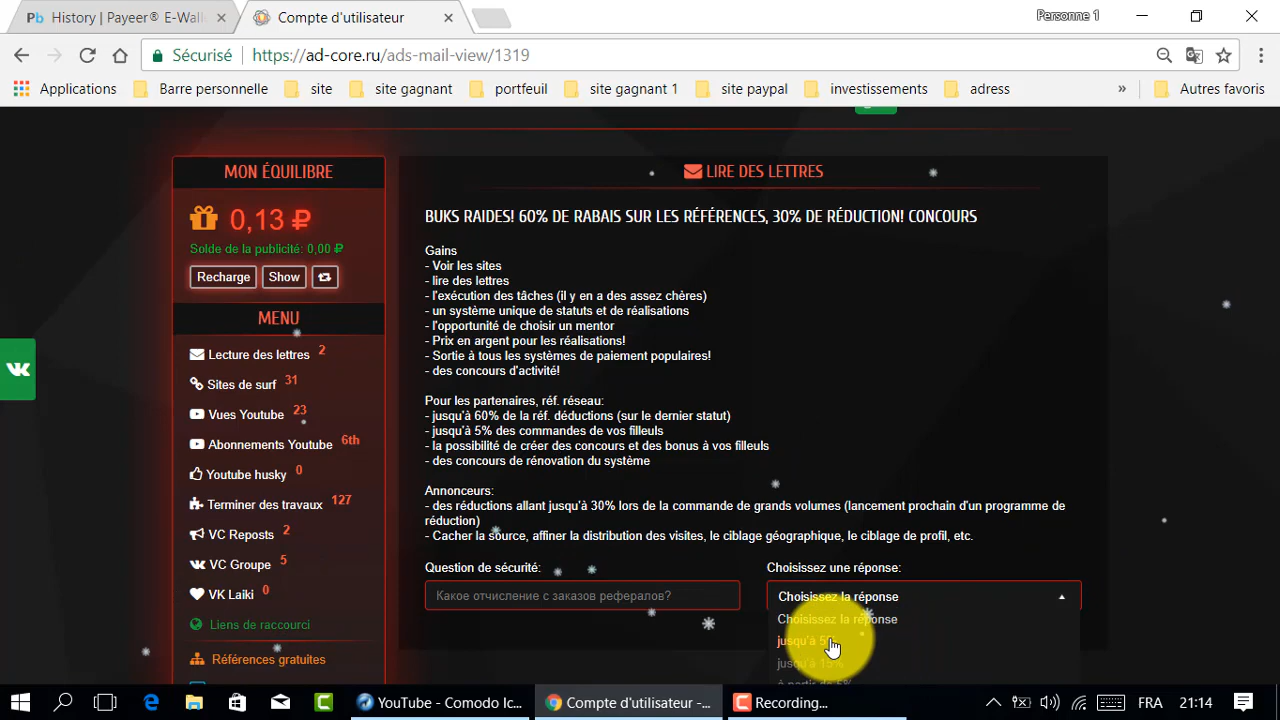 History | Payeer® E-Wall
Compte d'utilisateur
Personne 1
Sécurisé
https://ad-core.ru/ads-mail-view/1319
Applications
Barre personnelle
site
site gagnant
portfeuil
site gagnant 1
site paypal
investissements
adress
»
Autres favoris
MON ÉQUILIBRE
0,13 ₽
Solde de la publicité: 0,00 ₽
Recharge
Show
MENU
Lecture des lettres 2
Sites de surf 31
Vues Youtube 23
Abonnements Youtube 6th
Youtube husky 0
Terminer des travaux 127
VC Reposts 2
VC Groupe 5
VK Laiki 0
Liens de raccourci
Références gratuites
LIRE DES LETTRES
BUKS RAIDES! 60% DE RABAIS SUR LES RÉFÉRENCES, 30% DE RÉDUCTION! CONCOURS
Gains
- Voir les sites
- lire des lettres
- l'exécution des tâches (il y en a des assez chères)
- un système unique de statuts et de réalisations
- l'opportunité de choisir un mentor
- Prix en argent pour les réalisations!
- Sortie à tous les systèmes de paiement populaires!
- des concours d'activité!
Pour les partenaires, réf. réseau:
- jusqu'à 60% de la réf. déductions (sur le dernier statut)
- jusqu'à 5% des commandes de vos filleuls
- la possibilité de créer des concours et des bonus à vos filleuls
- des concours de rénovation du système
Annonceurs:
- des réductions allant jusqu'à 30% lors de la commande de grands volumes (lancement prochain d'un programme de
réduction)
- Cacher la source, affiner la distribution des visites, le ciblage géographique, le ciblage de profil, etc.
Question de sécurité:
Какое отчисление с заказов рефералов?
Choisissez une réponse:
Choisissez la réponse
Choisissez la réponse
jusqu'à 5%
jusqu'à 15%
à partir de 5%
YouTube - Comodo Ic...
Compte d'utilisateur -...
Recording...
FRA
21:14